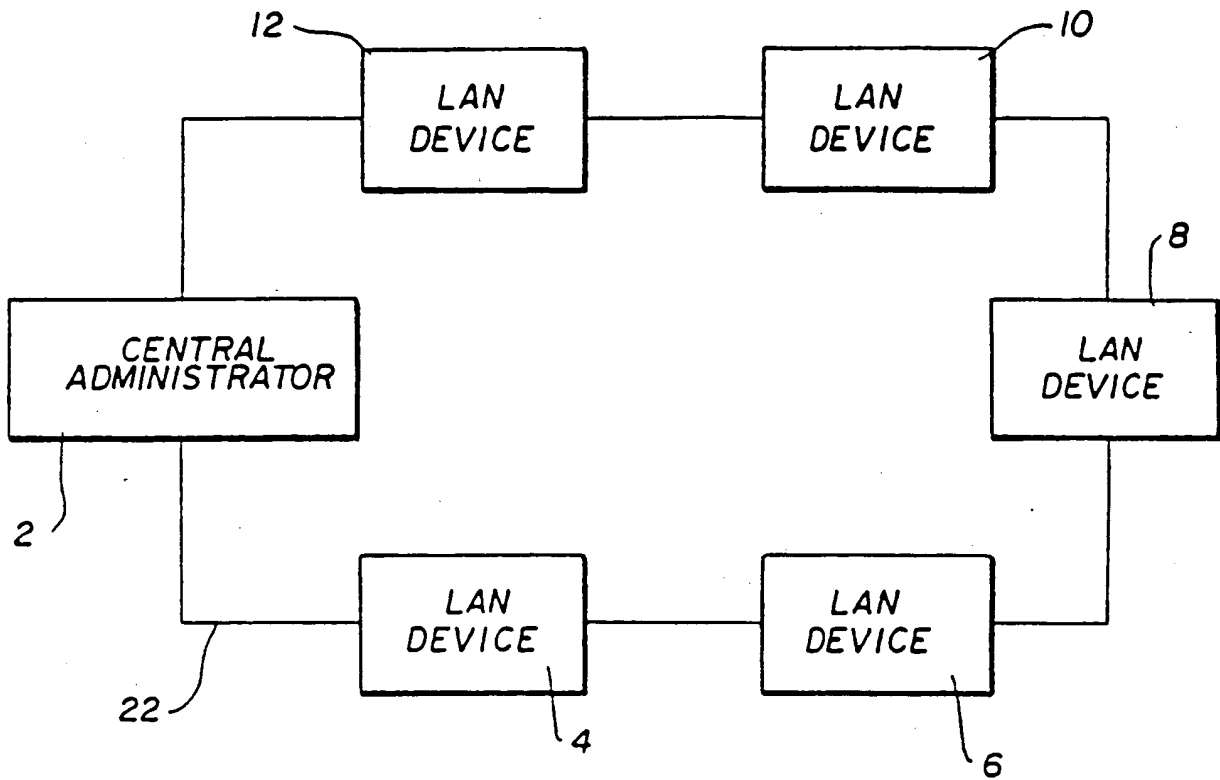 12
10
LAN
DEVICE
LAN
DEVICE
8
CENTRAL
ADMINISTRATOR
LAN
DEVICE
2
LAN
DEVICE
LAN
DEVICE
22
4
6